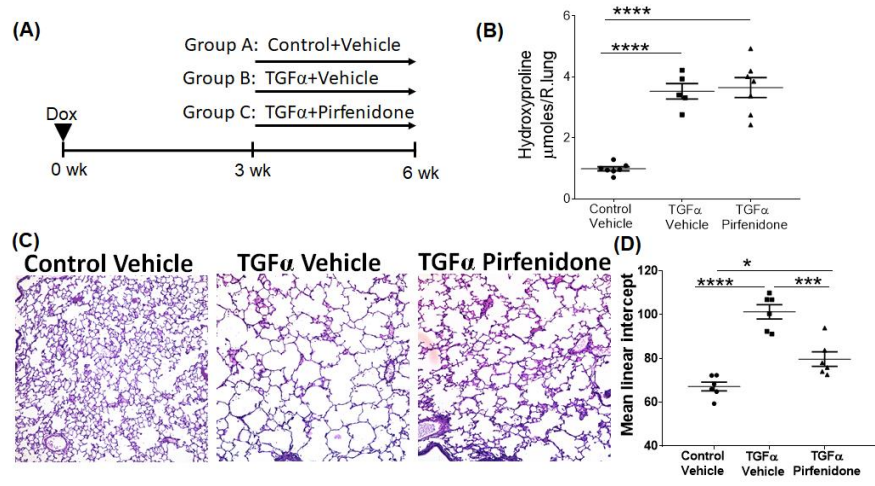 (A)
Group A: Control+Vehicle
Group B: TGFα+Vehicle
Group C: TGFα+Pirfenidone
Dox
0 wk
3 wk
6 wk
(B)
****
****
Hydroxyproline
µmoles/R.lung
6
4
2
0
Control
Vehicle
TGFα
Vehicle
TGFα
Pirfenidone
(C)
Control Vehicle
TGFα Vehicle
TGFα Pirfenidone
(D)
*
****
***
Mean linear intercept
120
100
80
60
40
Control
Vehicle
TGFα
Vehicle
TGFα
Pirfenidone